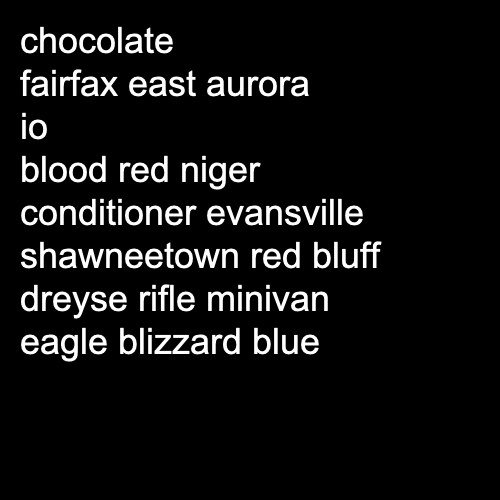 chocolate
fairfax east aurora
io
blood red niger
conditioner evansville
shawneetown red bluff
dreyse rifle minivan
eagle blizzard blue